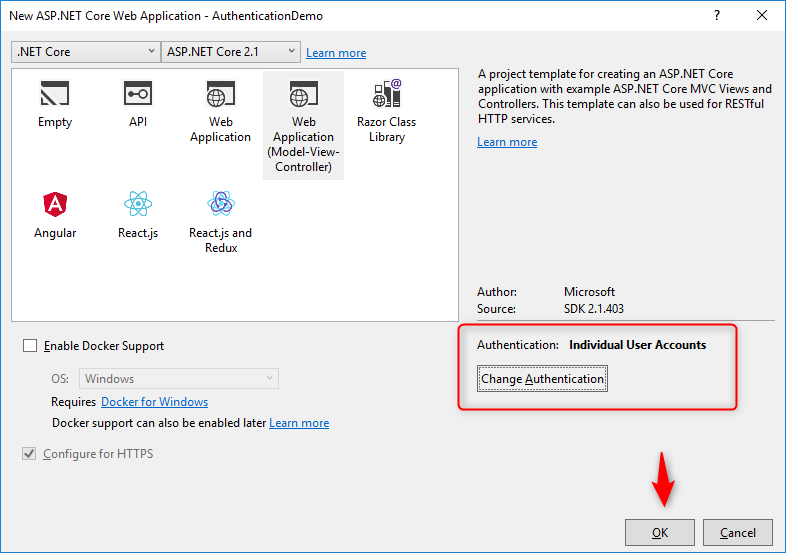 New ASP.NET Core Web Application - AuthenticationDemo
.NET Core
ASP.NET Core 2.1
Learn more
Empty
API
Web
Application
Web
Application
(Model-View-
Controller)
Razor Class
Library
Angular
React.js
React.js and
Redux
A project template for creating an ASP.NET Core
application with example ASP.NET Core MVC Views and
Controllers. This template can also be used for RESTful
HTTP services.
Learn more
Author: Microsoft
Source: SDK 2.1.403
Authentication: Individual User Accounts
Change Authentication
Enable Docker Support
OS: Windows
Requires Docker for Windows
Docker support can also be enabled later Learn more
Configure for HTTPS
OK
Cancel